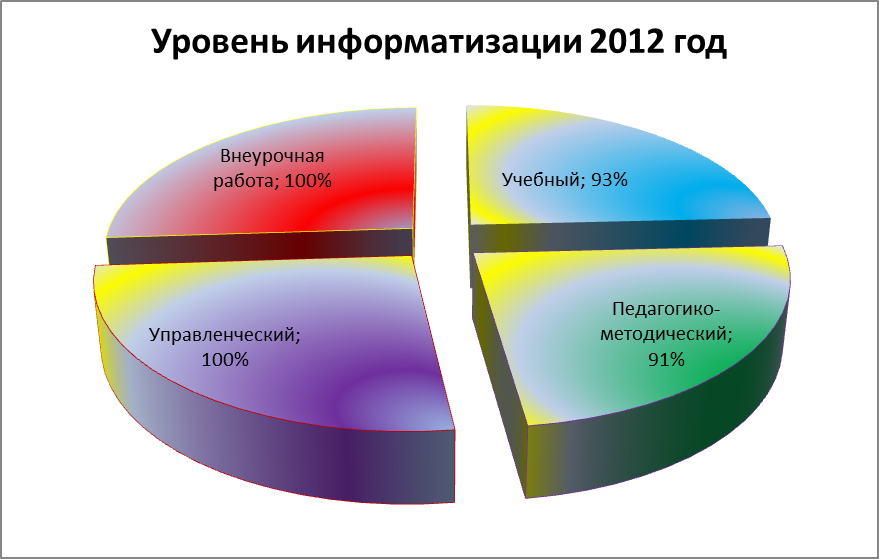 Уровень информатизации 2012 год
Внеурочная
работа; 100%
Учебный; 93%
Управленческий;
100%
Педагогико-
методический;
91%